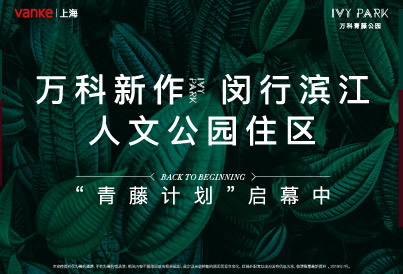 vanke | 上海
IVY PARK
万科青藤公园
万科新作 IVY PARK 闵行滨江
人文公园住区
BACK TO BEGINNING
“青藤计划”启幕中